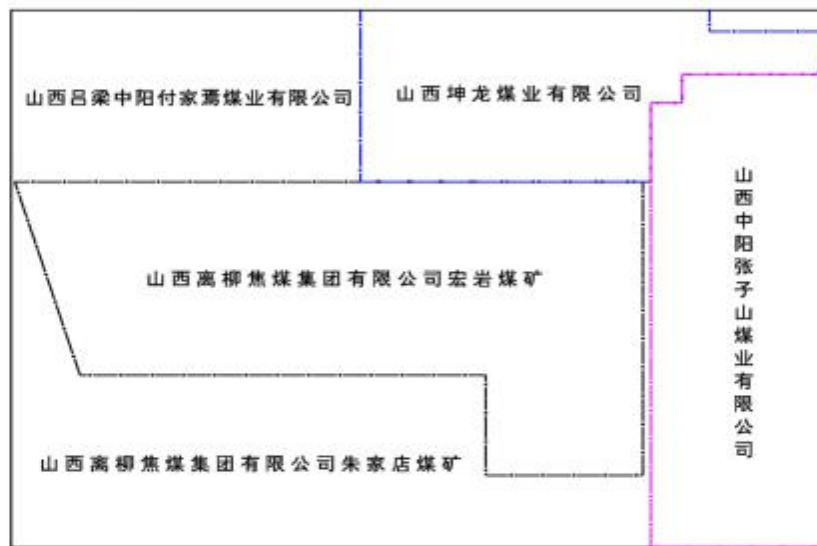 山西吕梁中阳付家焉煤业有限公司
山西坤龙煤业有限公司
山西离柳焦煤集团有限公司宏岩煤矿
山西中阳张子山煤业有限公司
山西离柳焦煤集团有限公司朱家店煤矿